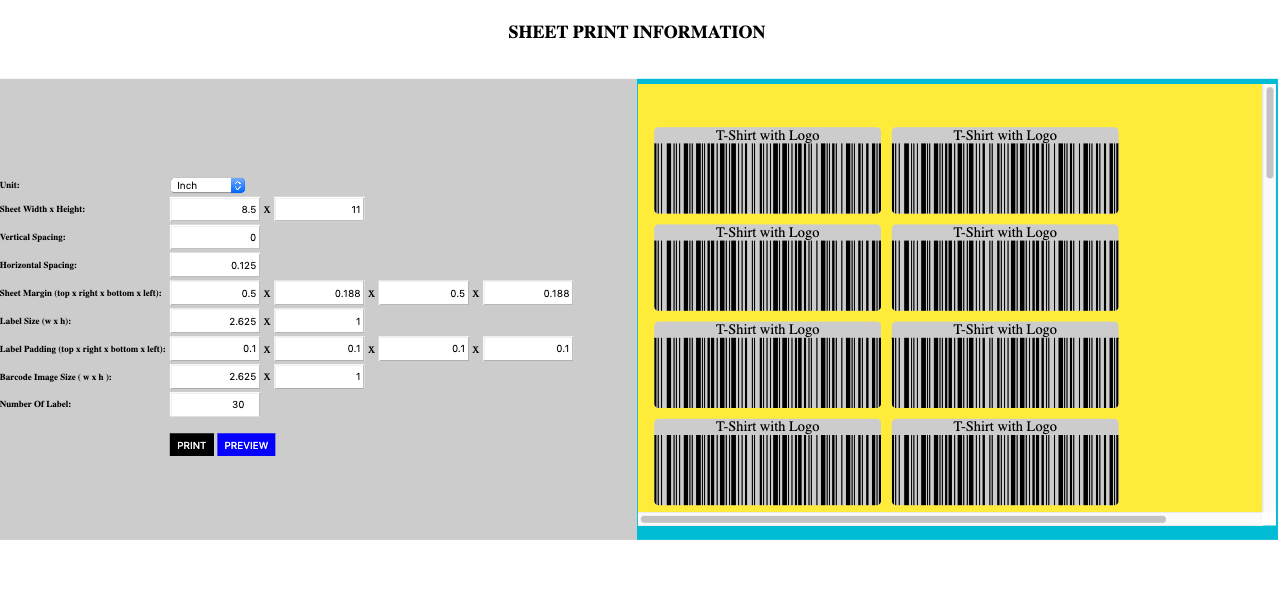 SHEET PRINT INFORMATION
Unit: Inch
Sheet Width x Height: 8.5 X 11
Vertical Spacing: 0
Horizontal Spacing: 0.125
Sheet Margin (top x right x bottom x left): 0.5 X 0.188 X 0.5 X 0.188
Label Size (w x h): 2.625 X 1
Label Padding (top x right x bottom x left): 0.1 X 0.1 X 0.1 X 0.1
Barcode Image Size ( w x h ): 2.625 X 1
Number Of Label: 30
PRINT PREVIEW
T-Shirt with Logo T-Shirt with Logo
T-Shirt with Logo T-Shirt with Logo
T-Shirt with Logo T-Shirt with Logo
T-Shirt with Logo T-Shirt with Logo